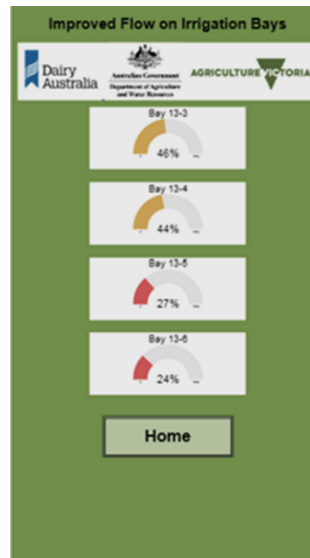 Improved Flow on Irrigation Bays
Dairy
Australia
Australian Government
Department of Agriculture
and Water Resources
AGRICULTURE VICTORIA
Bay 13-3
46%
Bay 13-4
44%
Bay 13-5
27%
Bay 13-6
24%
Home